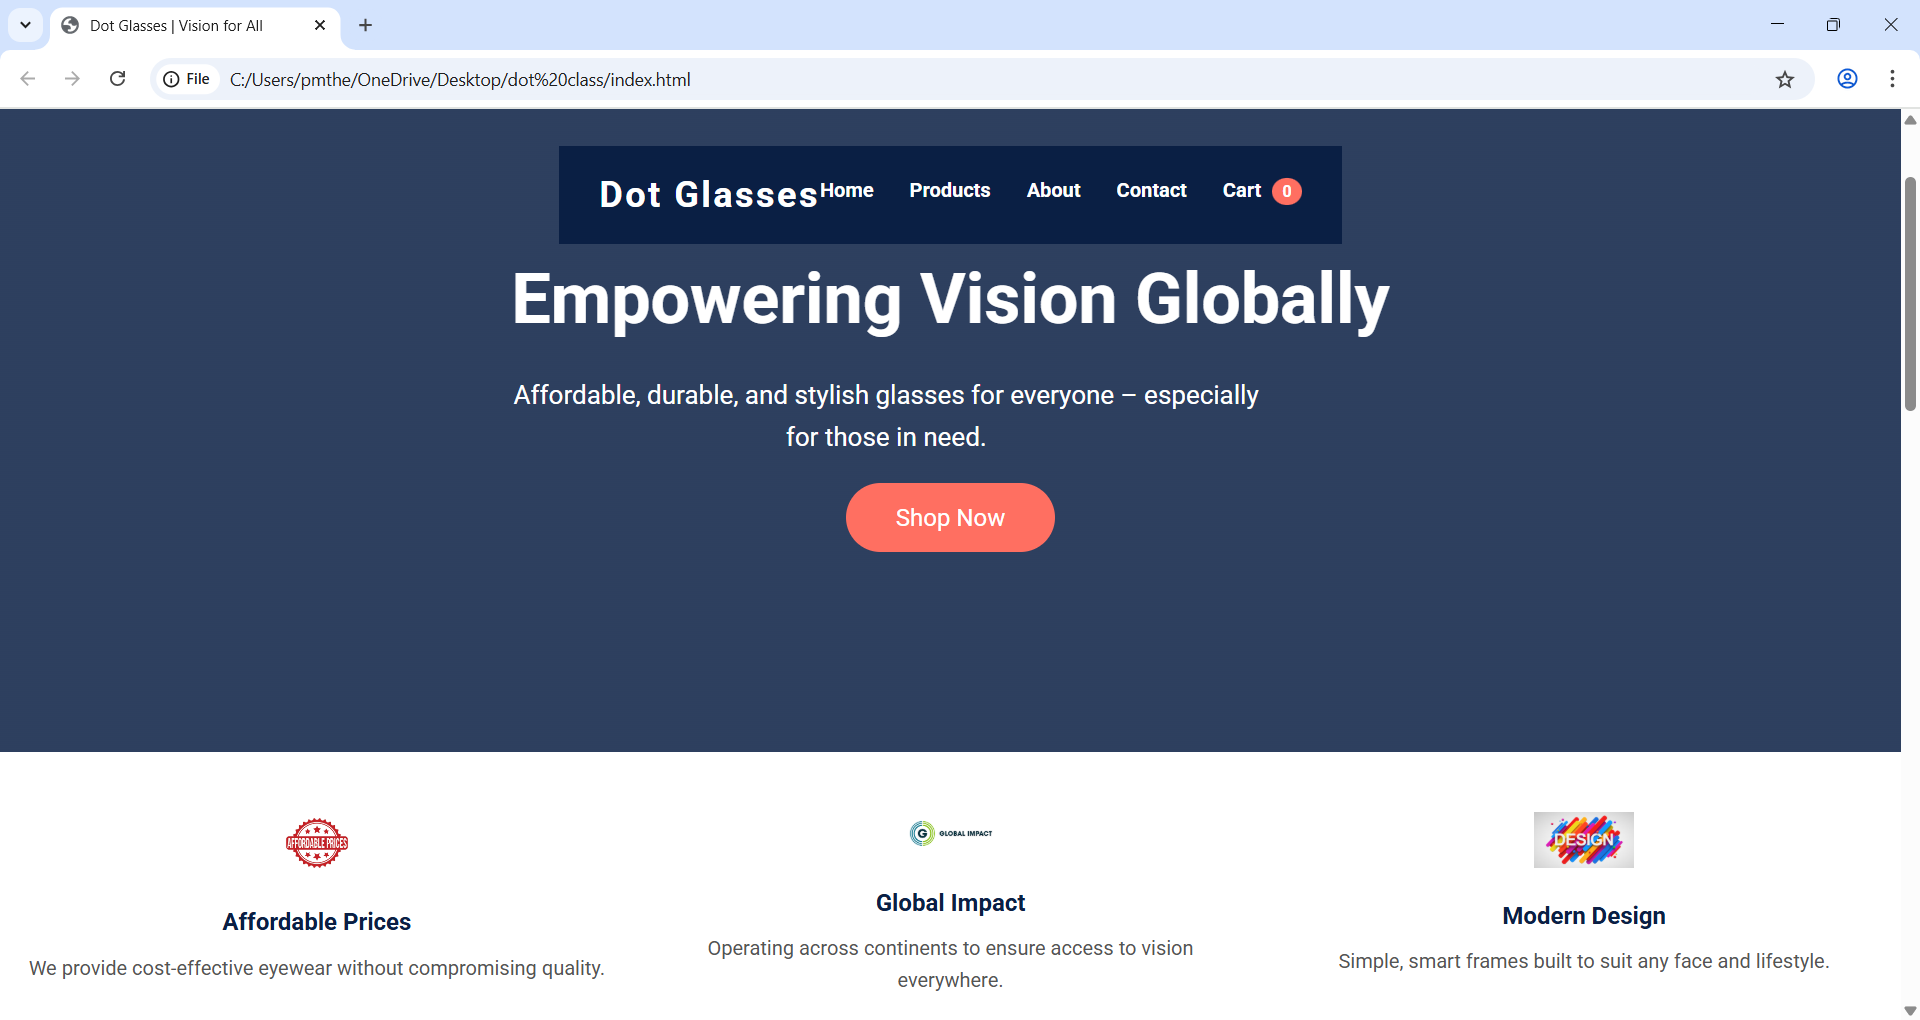 Dot Glasses | Vision for All
File C:/Users/pmthe/OneDrive/Desktop/dot%20class/index.html
Dot Glasses Home Products About Contact Cart 0
Empowering Vision Globally
Affordable, durable, and stylish glasses for everyone – especially
for those in need.
Shop Now
AFFORDABLE PRICES
G GLOBAL IMPACT
DESIGN
Affordable Prices
We provide cost-effective eyewear without compromising quality.
Global Impact
Operating across continents to ensure access to vision
everywhere.
Modern Design
Simple, smart frames built to suit any face and lifestyle.